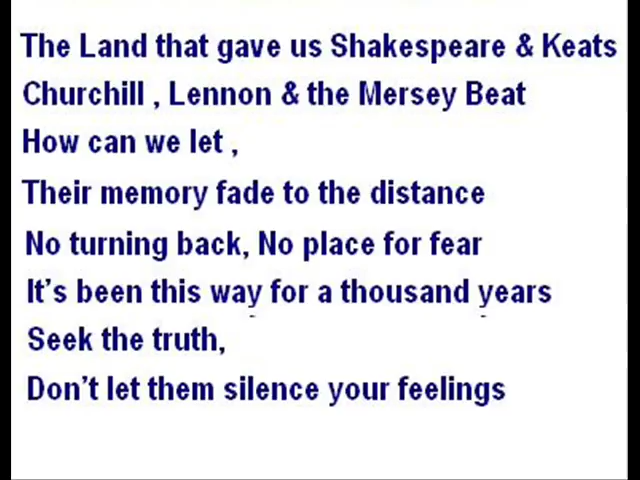 The Land that gave us Shakespeare & Keats
Churchill , Lennon & the Mersey Beat
How can we let ,
Their memory fade to the distance
No turning back, No place for fear
It’s been this way for a thousand years
Seek the truth,
Don’t let them silence your feelings